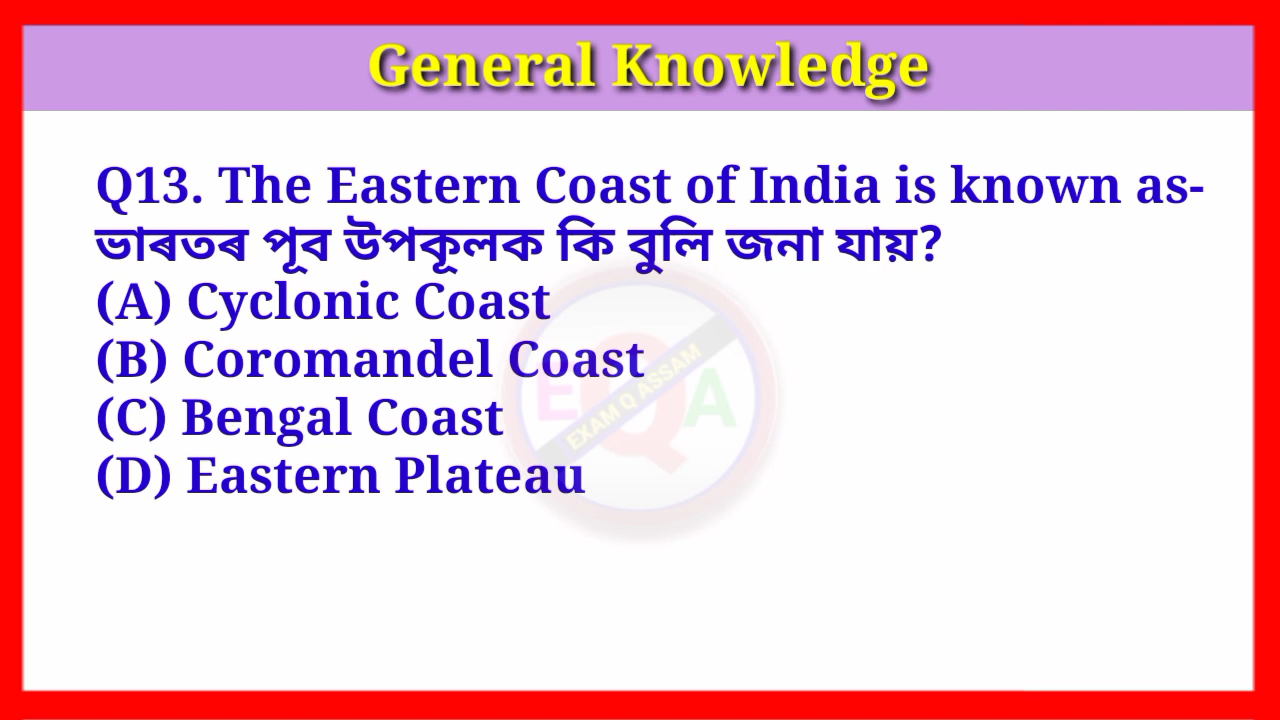 General Knowledge
Q13. The Eastern Coast of India is known as-
ভাৰতৰ পূব উপকূলক কি বুলি জনা যায়?
(A) Cyclonic Coast
(B) Coromandel Coast
(C) Bengal Coast
(D) Eastern Plateau
EQA
EXAM Q ASSAM